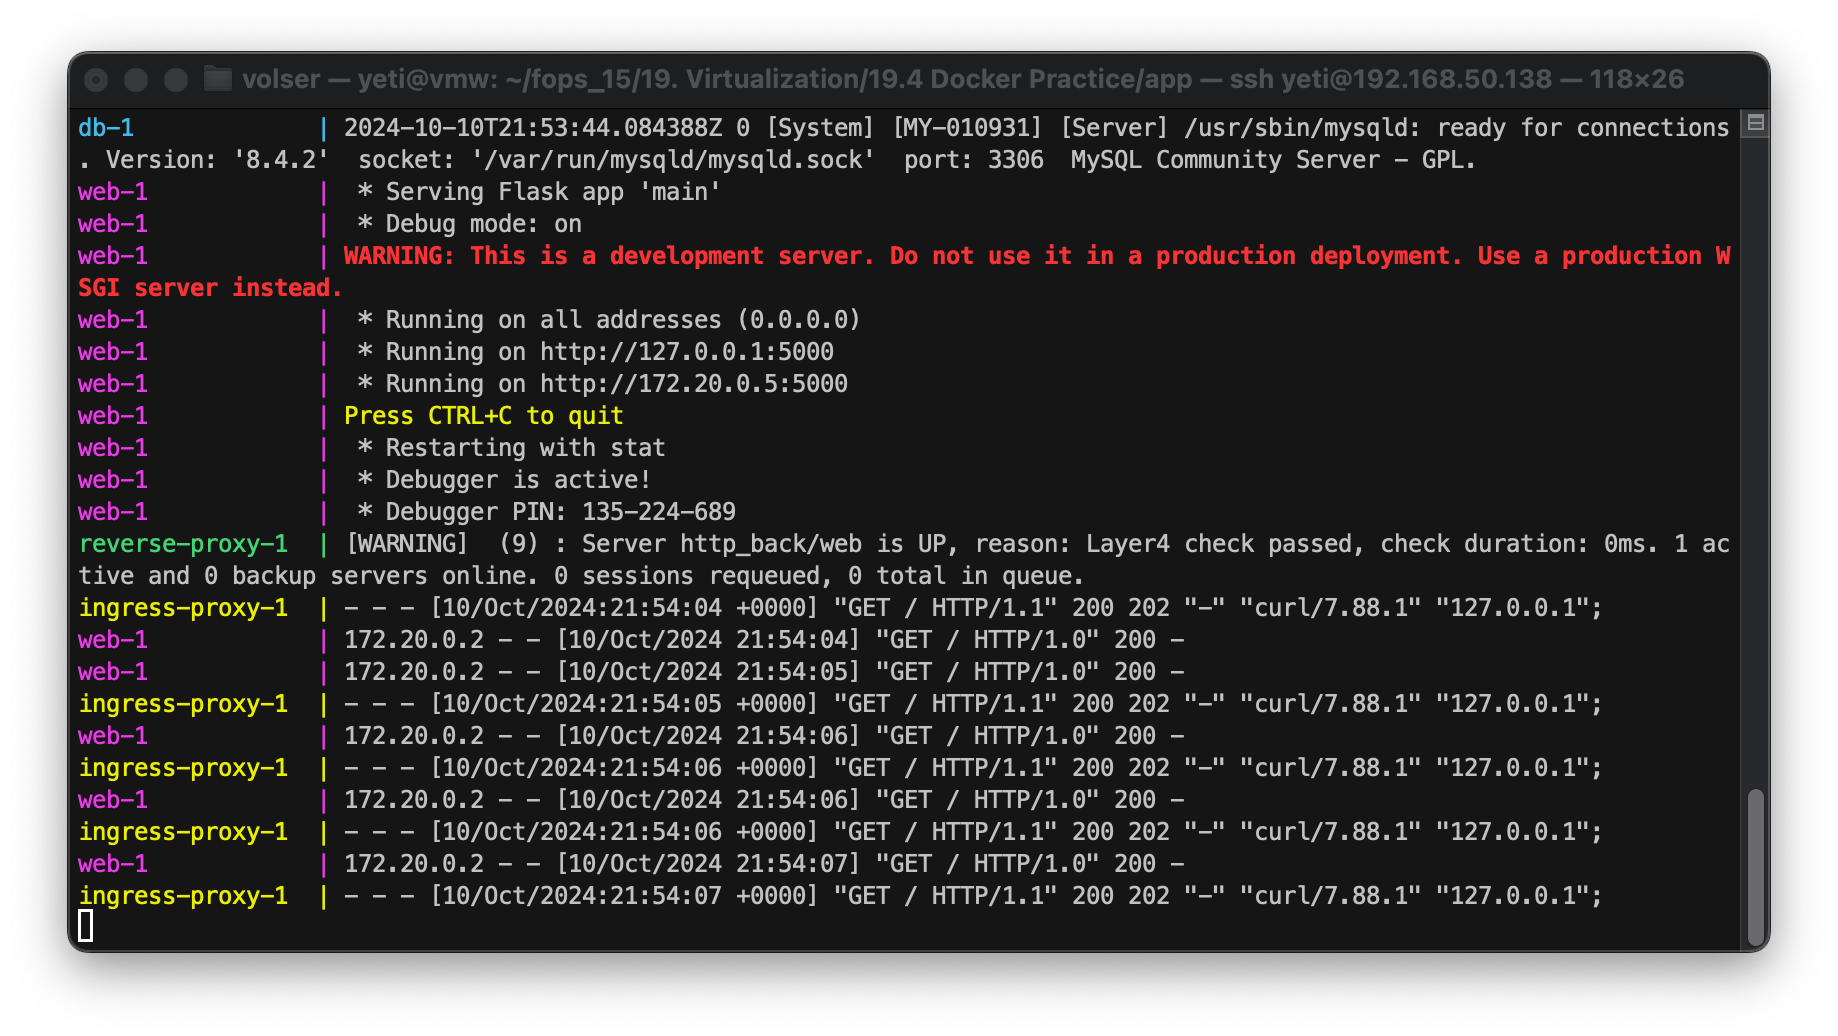 volser — yeti@vmw: ~/fops_15/19. Virtualization/19.4 Docker Practice/app — ssh yeti@192.168.50.138 — 118×26
db-1             | 2024-10-10T21:53:44.084388Z 0 [System] [MY-010931] [Server] /usr/sbin/mysqld: ready for connections
. Version: '8.4.2'  socket: '/var/run/mysqld/mysqld.sock'  port: 3306  MySQL Community Server - GPL.
web-1            |  * Serving Flask app 'main'
web-1            |  * Debug mode: on
web-1            | WARNING: This is a development server. Do not use it in a production deployment. Use a production W
SGI server instead.
web-1            |  * Running on all addresses (0.0.0.0)
web-1            |  * Running on http://127.0.0.1:5000
web-1            |  * Running on http://172.20.0.5:5000
web-1            | Press CTRL+C to quit
web-1            |  * Restarting with stat
web-1            |  * Debugger is active!
web-1            |  * Debugger PIN: 135-224-689
reverse-proxy-1  | [WARNING]  (9) : Server http_back/web is UP, reason: Layer4 check passed, check duration: 0ms. 1 ac
tive and 0 backup servers online. 0 sessions requeued, 0 total in queue.
ingress-proxy-1  | - - - [10/Oct/2024:21:54:04 +0000] "GET / HTTP/1.1" 200 202 "-" "curl/7.88.1" "127.0.0.1";
web-1            | 172.20.0.2 - - [10/Oct/2024 21:54:04] "GET / HTTP/1.0" 200 -
web-1            | 172.20.0.2 - - [10/Oct/2024 21:54:05] "GET / HTTP/1.0" 200 -
ingress-proxy-1  | - - - [10/Oct/2024:21:54:05 +0000] "GET / HTTP/1.1" 200 202 "-" "curl/7.88.1" "127.0.0.1";
web-1            | 172.20.0.2 - - [10/Oct/2024 21:54:06] "GET / HTTP/1.0" 200 -
ingress-proxy-1  | - - - [10/Oct/2024:21:54:06 +0000] "GET / HTTP/1.1" 200 202 "-" "curl/7.88.1" "127.0.0.1";
web-1            | 172.20.0.2 - - [10/Oct/2024 21:54:06] "GET / HTTP/1.0" 200 -
ingress-proxy-1  | - - - [10/Oct/2024:21:54:06 +0000] "GET / HTTP/1.1" 200 202 "-" "curl/7.88.1" "127.0.0.1";
web-1            | 172.20.0.2 - - [10/Oct/2024 21:54:07] "GET / HTTP/1.0" 200 -
ingress-proxy-1  | - - - [10/Oct/2024:21:54:07 +0000] "GET / HTTP/1.1" 200 202 "-" "curl/7.88.1" "127.0.0.1";